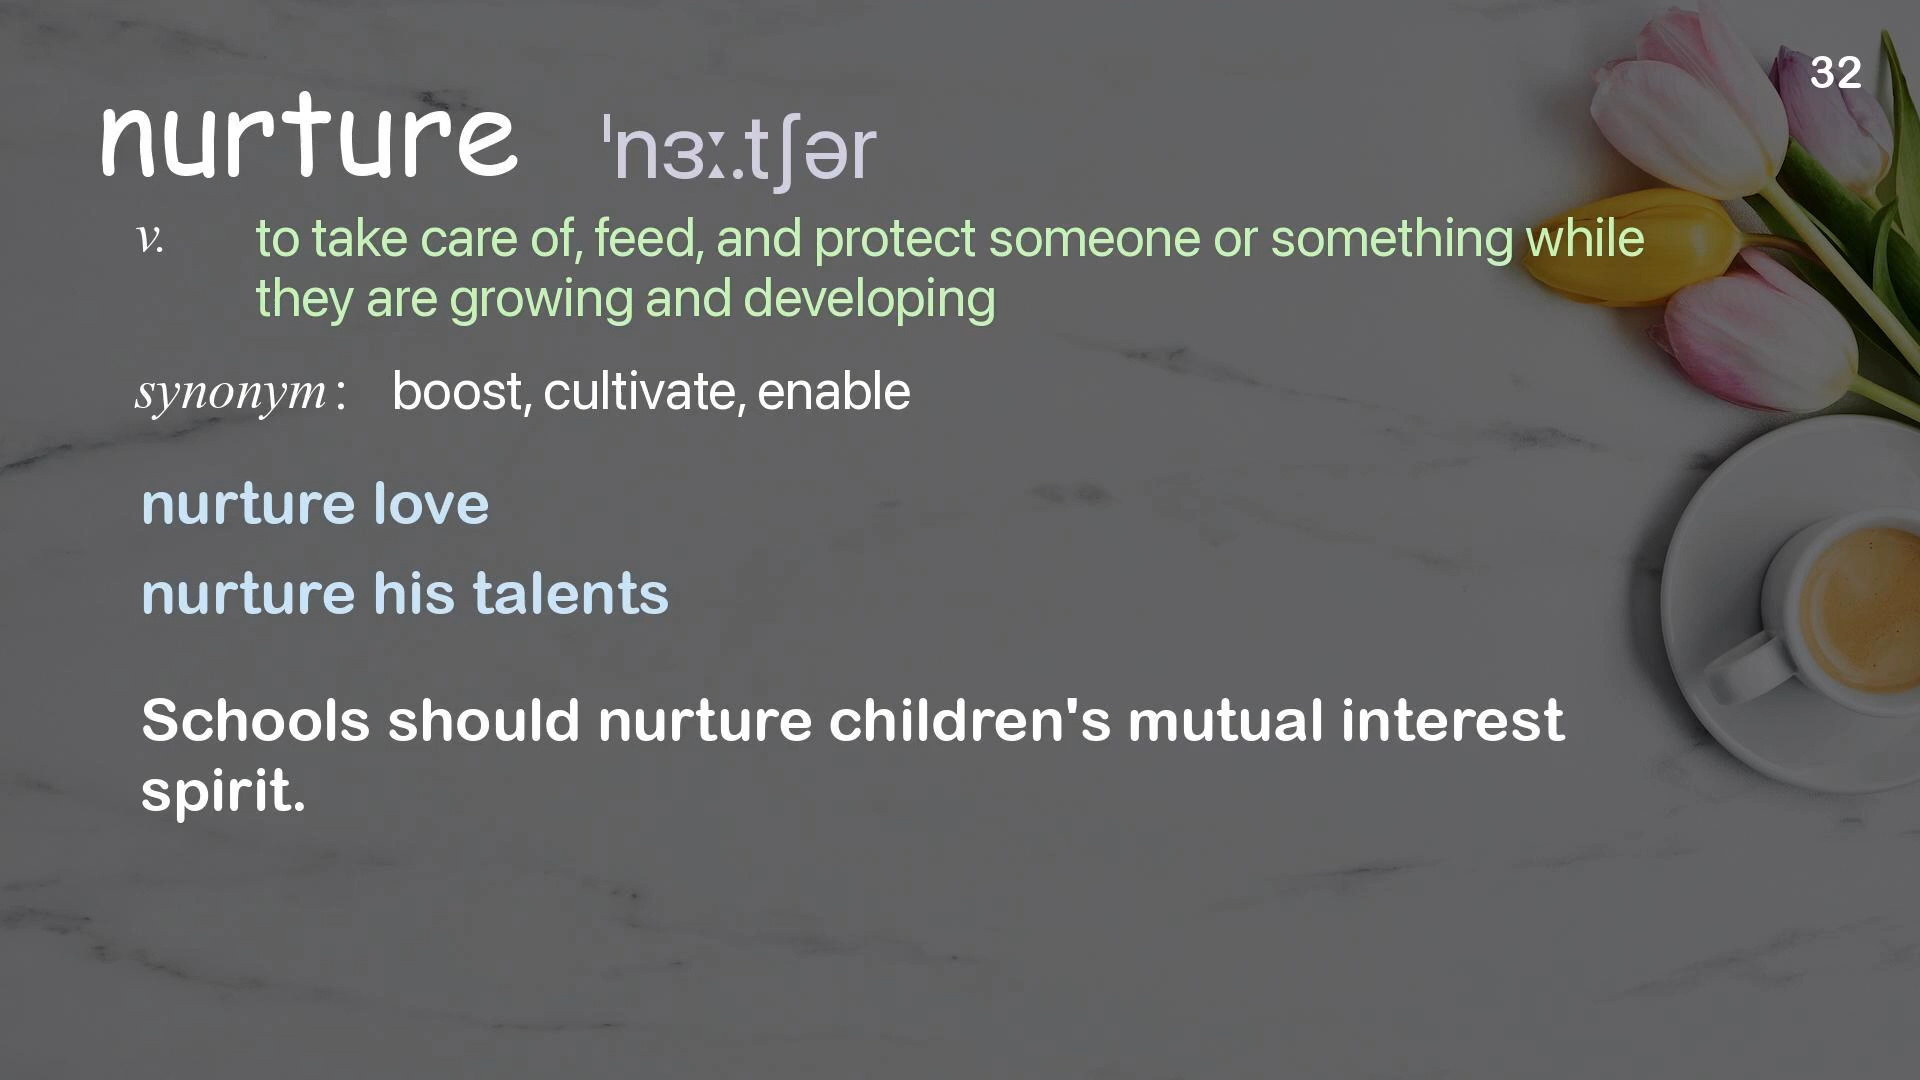 32
nurture ˈnɜː.tʃər
v. to take care of, feed, and protect someone or something while
they are growing and developing
synonym : boost, cultivate, enable
nurture love
nurture his talents
Schools should nurture children's mutual interest
spirit.